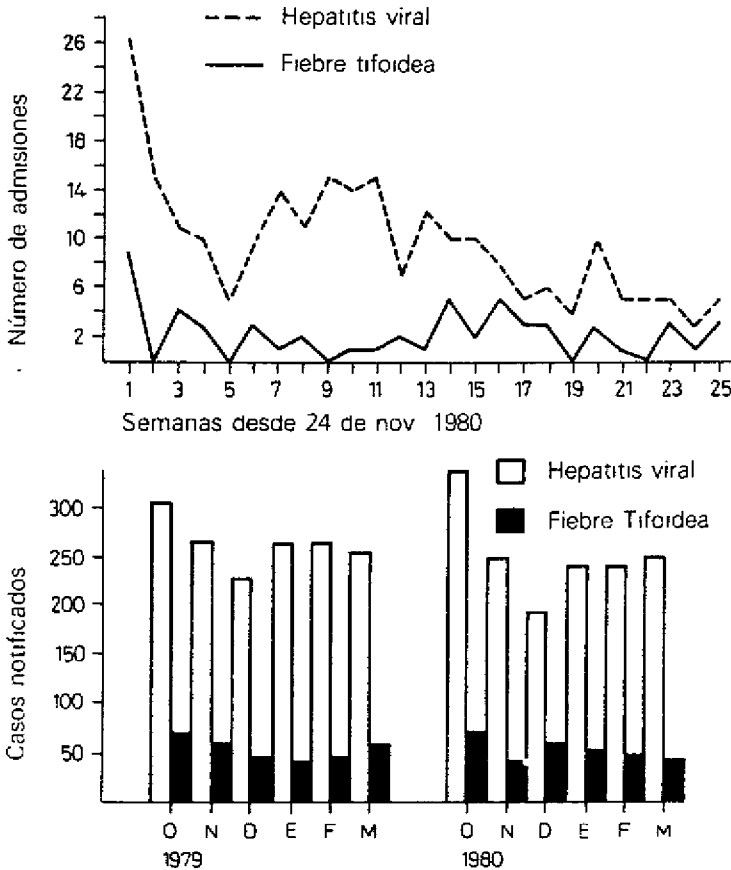 Hepatitis viral
Fiebre tifoidea
Número de admisiones
26
22
18
14
10
6
2
1 3 5 7 9 11 13 15 17 19 21 23 25
Semanas desde 24 de nov 1980
Hepatitis viral
Fiebre Tifoidea
Casos notificados
300
250
200
150
100
50
O N D E F M O N D E F M
1979 1980